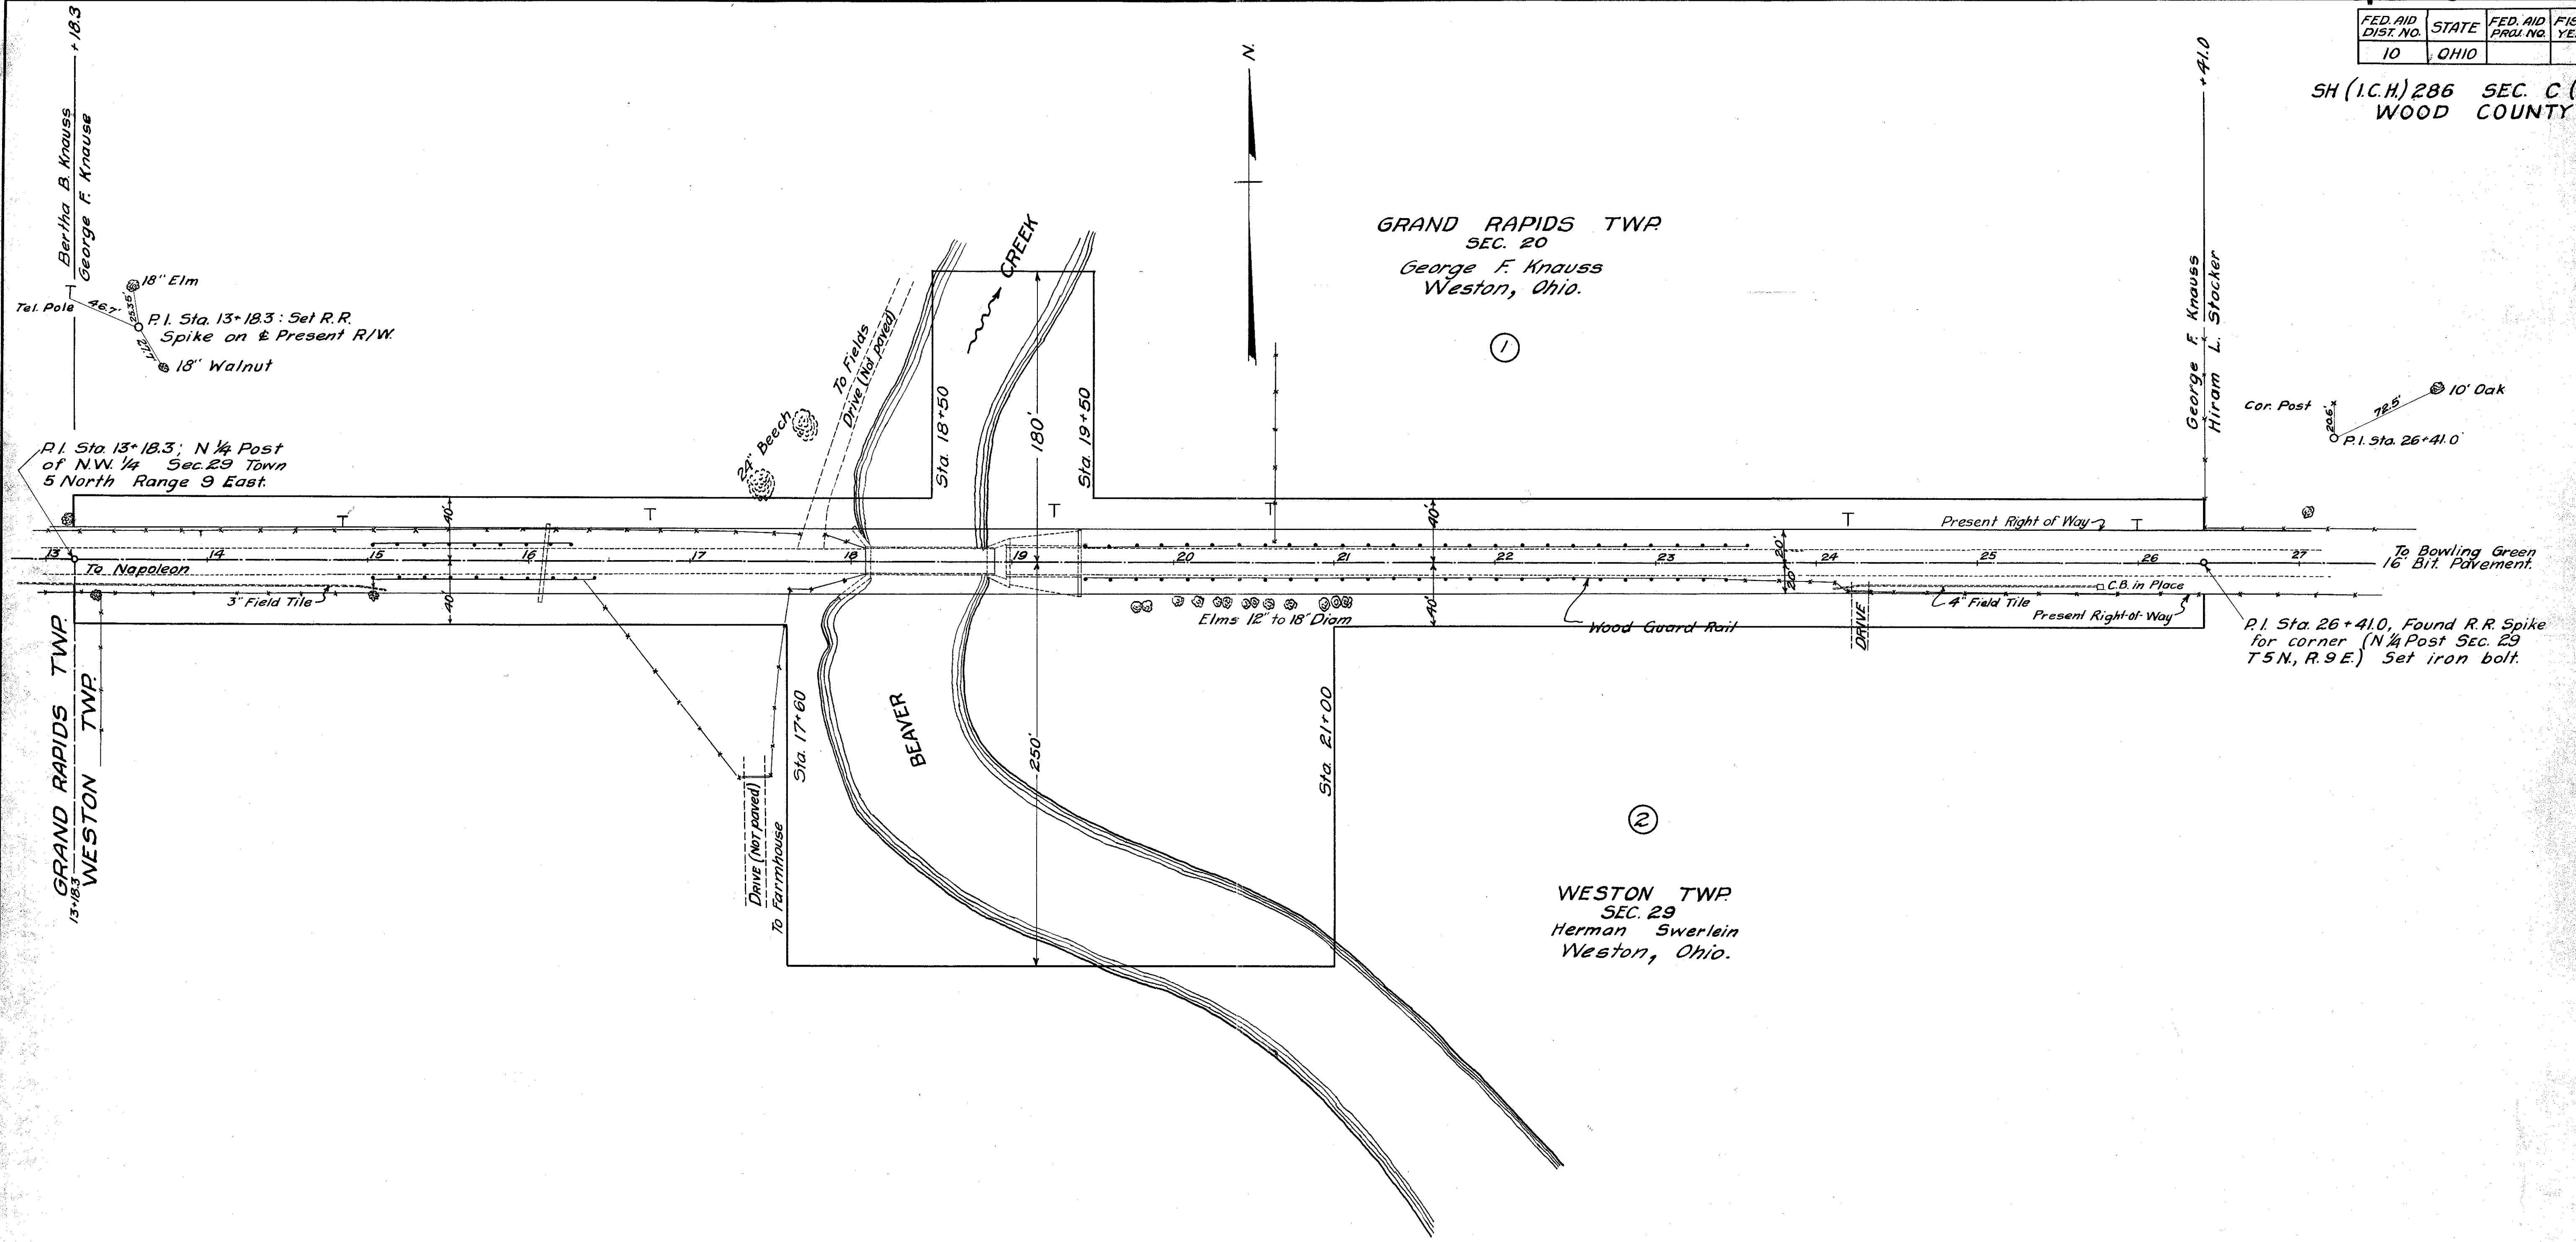 FED. AID DIST. NO. STATE FED. AID PROJ. NO.
10 OHIO
SH (I.C.H.) 286 SEC. C (
WOOD COUNTY
+18.3
Bertha B. Knauss
George F. Knause
18" Elm
Tel. Pole
46.7'
25.35'
P.I. Sta. 13+18.3 : Set R.R.
Spike on ℄ Present R/W.
18" Walnut
P.I. Sta. 13+18.3; N ¼ Post
of N.W. ¼ Sec. 29 Town
5 North Range 9 East.
N.
CREEK
To Fields
Drive (Not paved)
24" Beech
Sta. 18+50
180'
Sta. 19+50
GRAND RAPIDS TWP.
SEC. 20
George F. Knauss
Weston, Ohio.
1
+41.0
George F. Knauss
Hiram L. Stacker
Cor. Post
20.6'
72.5'
10' Oak
P.I. Sta. 26+41.0
T T T T T T
40'
40'
Present Right of Way
13 14 15 16 17 18 19 20 21 22 23 24 25 26 27
To Napoleon
To Bowling Green
16' Bit. Pavement.
20'
20'
3" Field Tile
40'
40'
Elms 12" to 18" Diam
Wood Guard Rail
DRIVE
4" Field Tile
C.B. in Place
Present Right-of-Way
P.I. Sta. 26+41.0, Found R.R. Spike
for corner (N ¼ Post Sec. 29
T 5 N., R. 9 E.) Set iron bolt.
GRAND RAPIDS TWP.
13+18.3
WESTON TWP.
Drive (Not paved)
To Farmhouse
Sta. 17+60
BEAVER
250'
Sta. 21+00
2
WESTON TWP.
SEC. 29
Herman Swerlein
Weston, Ohio.